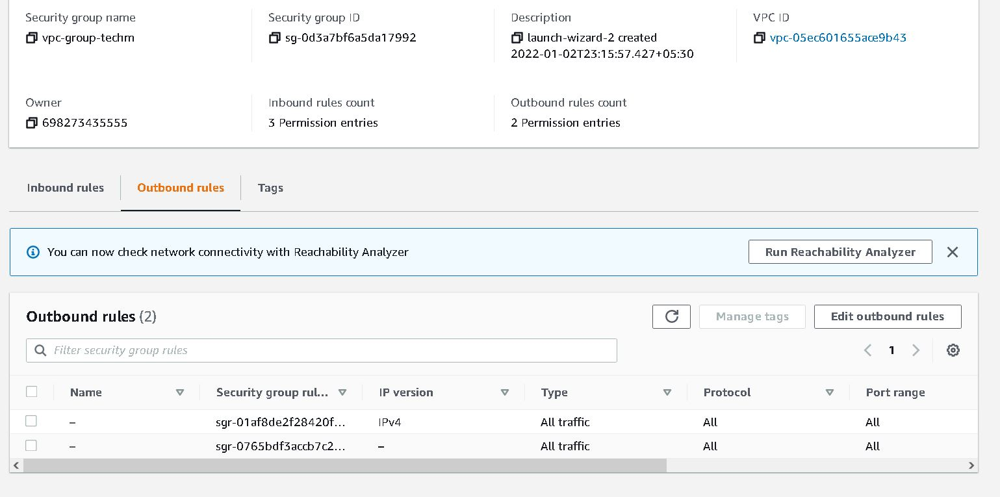 Security group name
vpc-group-techm
Security group ID
sg-0d3a7bf6a5da17992
Description
launch-wizard-2 created
2022-01-02T23:15:57.427+05:30
VPC ID
vpc-05ec601655ace9b43
Owner
698273435555
Inbound rules count
3 Permission entries
Outbound rules count
2 Permission entries
Inbound rules
Outbound rules
Tags
You can now check network connectivity with Reachability Analyzer
Run Reachability Analyzer
Outbound rules (2)
Manage tags
Edit outbound rules
Filter security group rules
1
Name Security group rul... IP version Type Protocol Port range
– sgr-01af8de2f28420f... IPv4 All traffic All All
– sgr-0765bdf3accb7c2... – All traffic All All